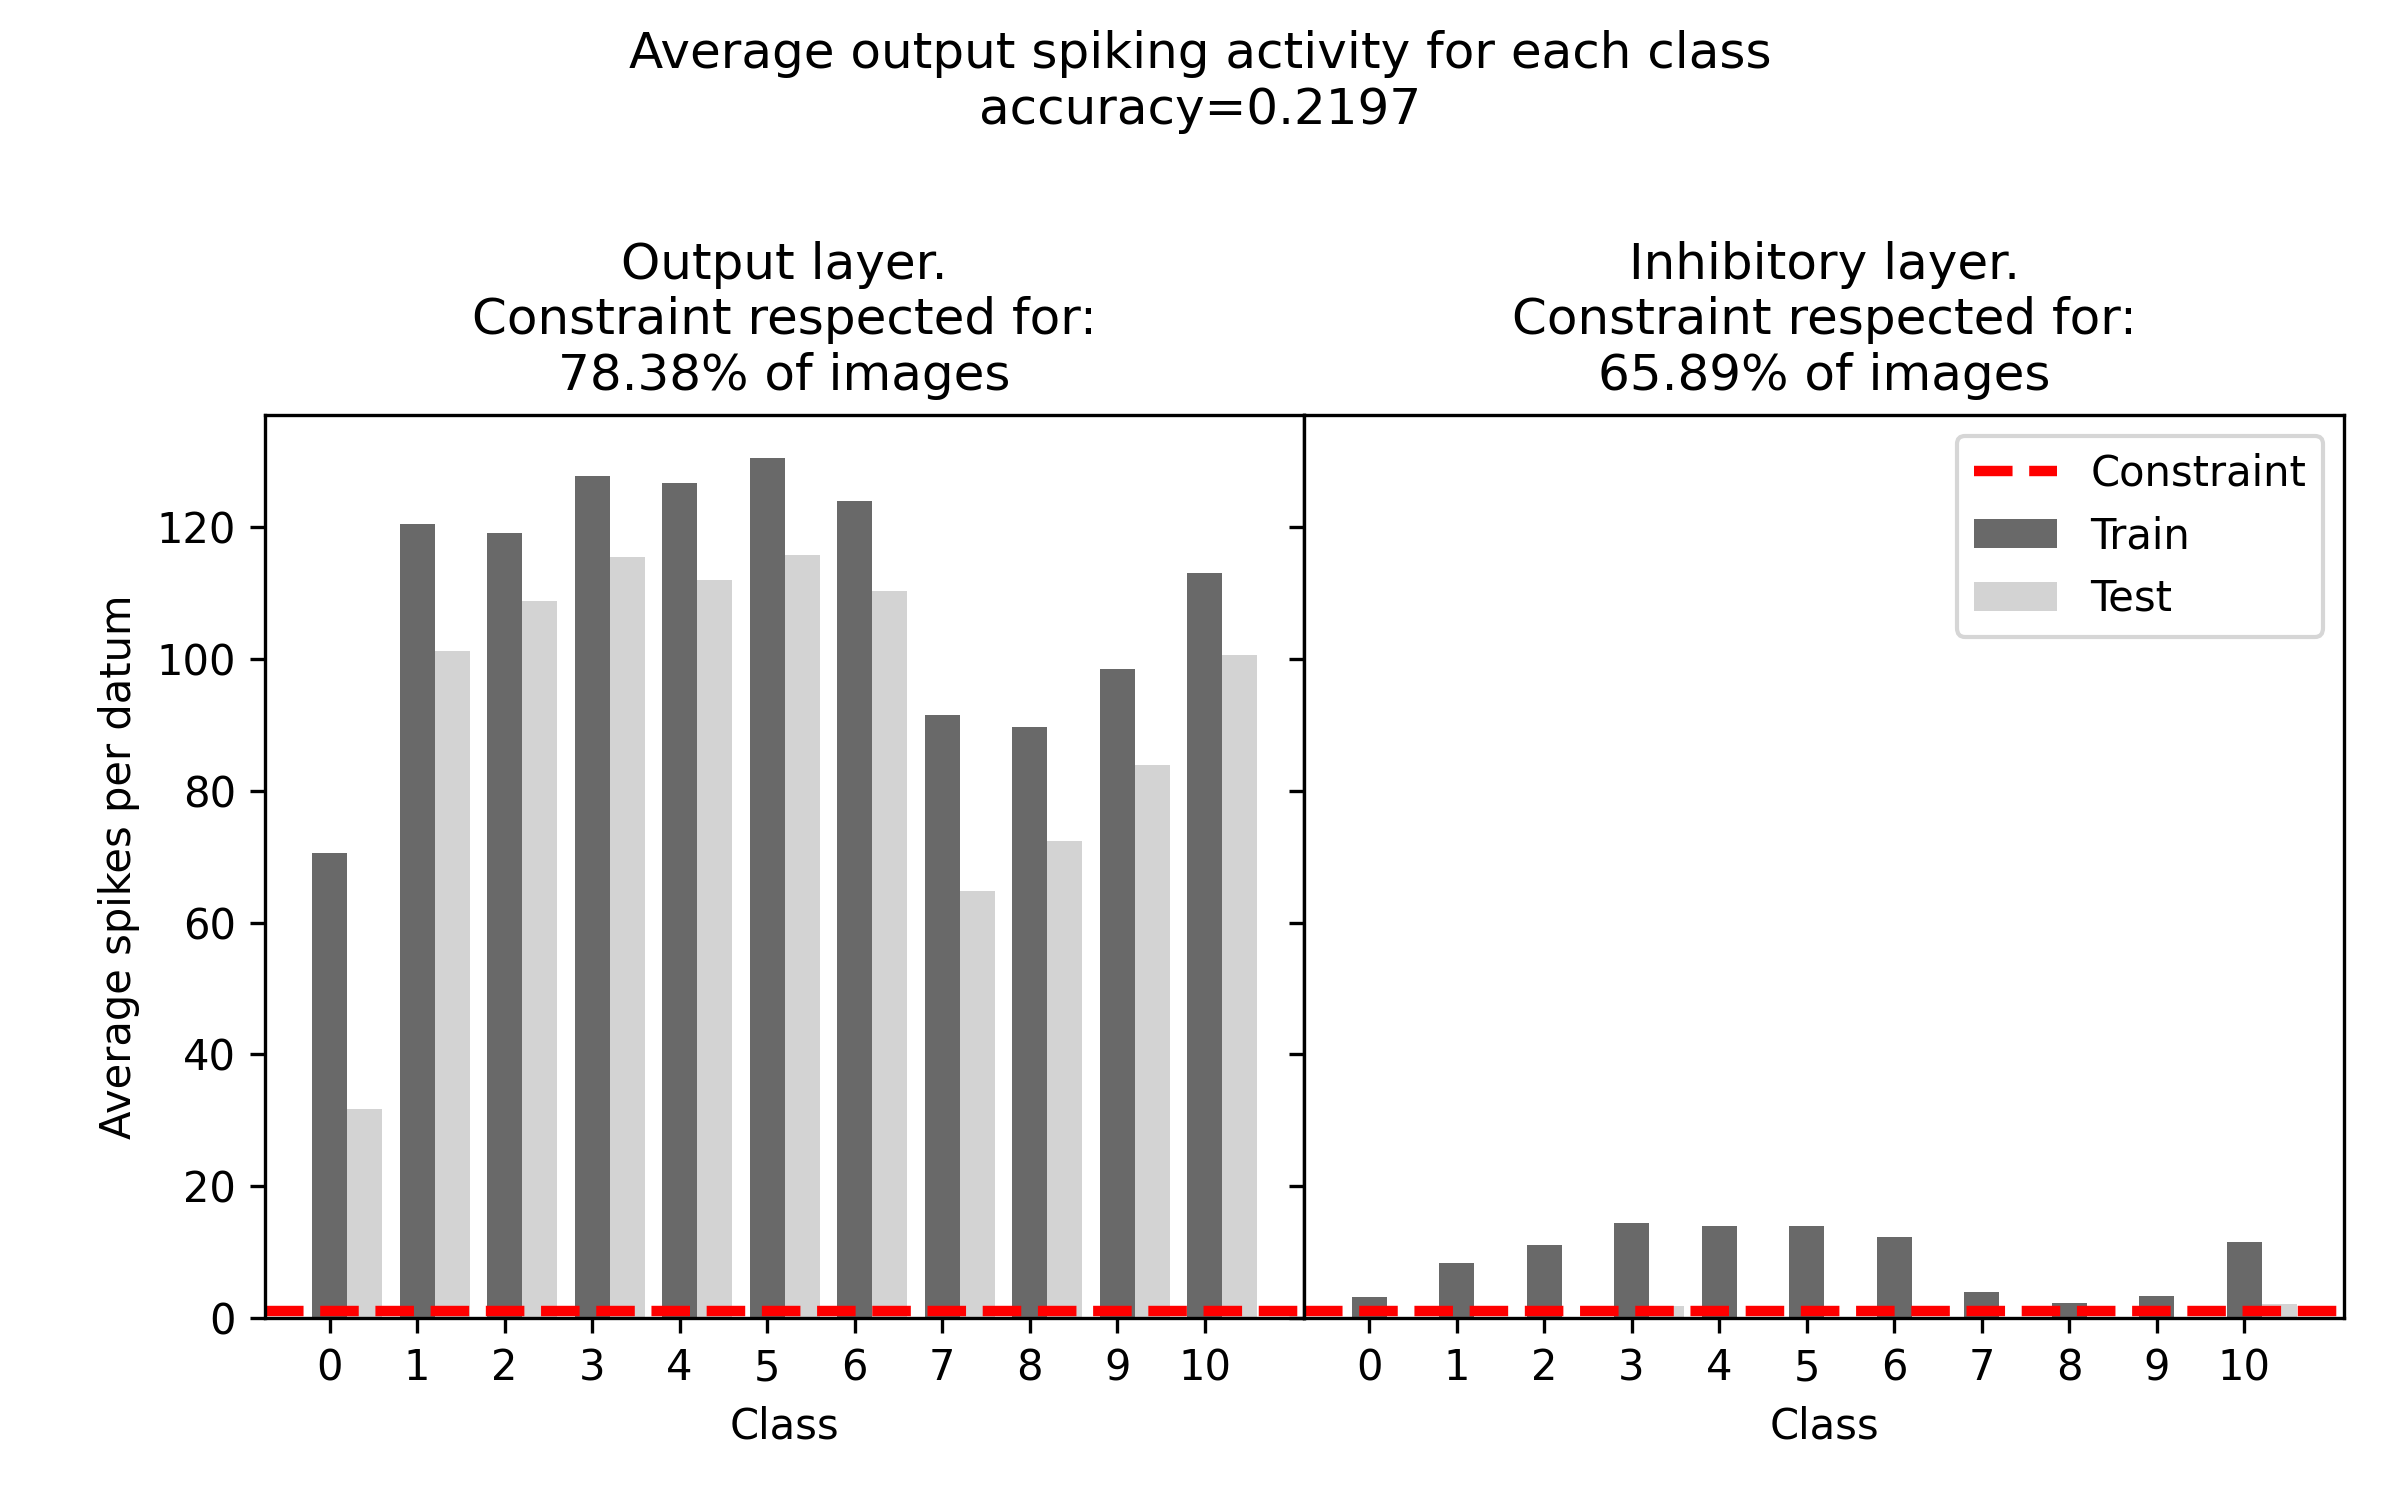 Average output spiking activity for each class
accuracy=0.2197
Output layer.
Constraint respected for:
78.38% of images
Inhibitory layer.
Constraint respected for:
65.89% of images
Average spikes per datum
120
100
80
60
40
20
0
0 1 2 3 4 5 6 7 8 9 10
Class
Constraint
Train
Test
0 1 2 3 4 5 6 7 8 9 10
Class